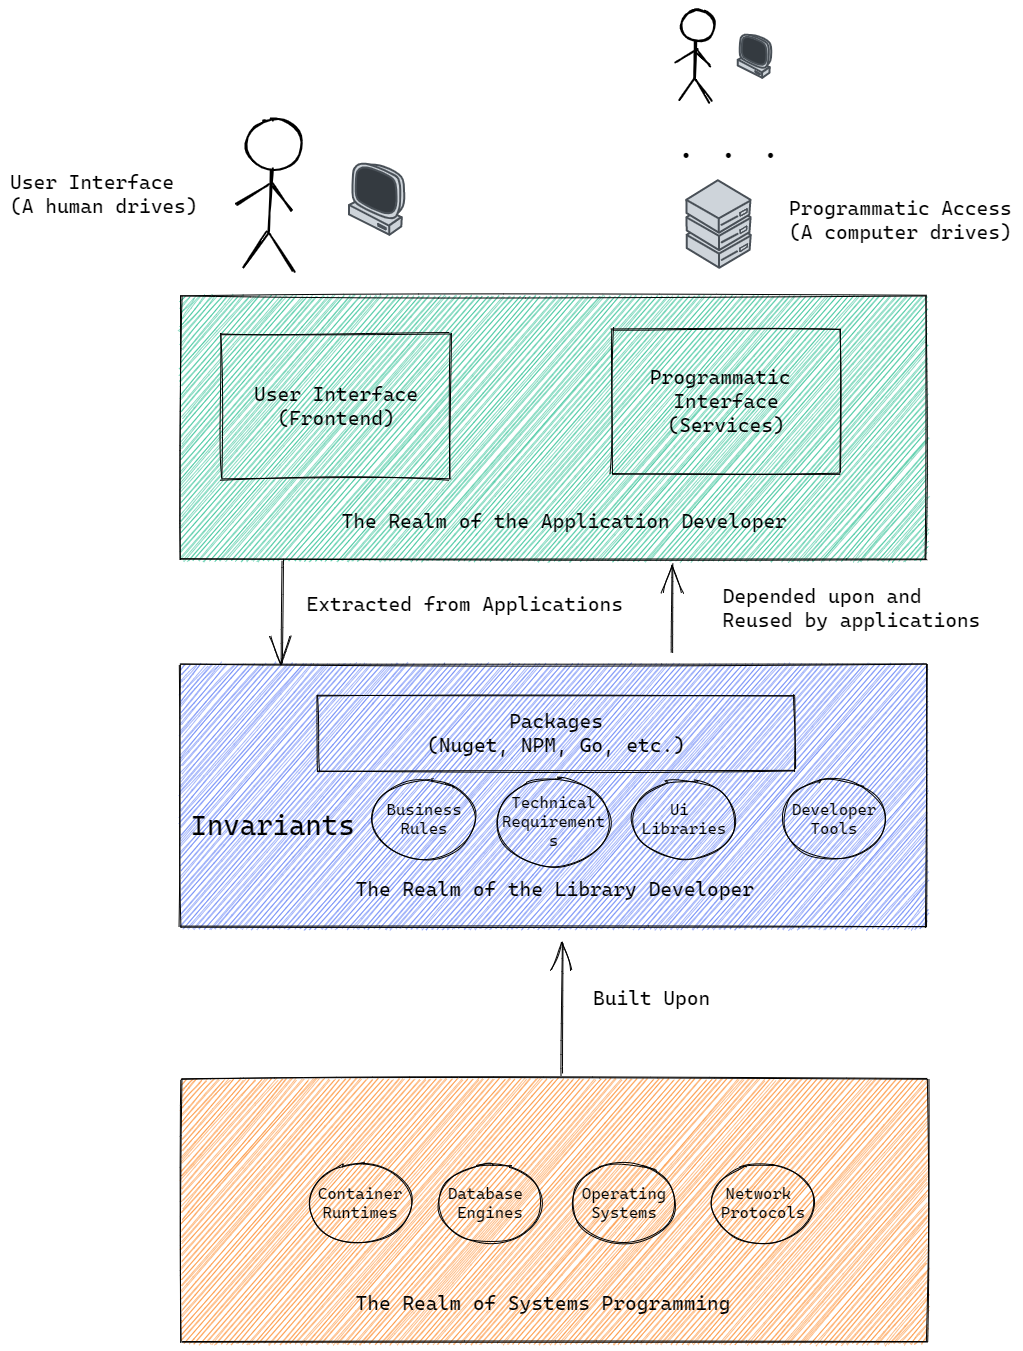 User Interface
(A human drives)
. . .
Programmatic Access
(A computer drives)
User Interface
(Frontend)
Programmatic
Interface
(Services)
The Realm of the Application Developer
Extracted from Applications
Depended upon and
Reused by applications
Packages
(Nuget, NPM, Go, etc.)
Invariants
Business
Rules
Technical
Requirement
s
Ui
Libraries
Developer
Tools
The Realm of the Library Developer
Built Upon
Container
Runtimes
Database
Engines
Operating
Systems
Network
Protocols
The Realm of Systems Programming